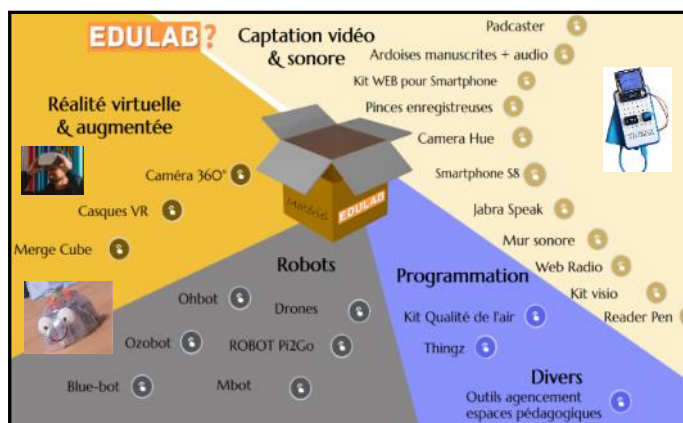 EDULAB?
Captation vidéo
& sonore
Padcaster
Ardoises manuscrites + audio
Kit WEB pour Smartphone
Pinces enregistreuses
Camera Hue
Smartphone S8
Jabra Speak
Mur sonore
Web Radio
Kit visio
Reader Pen
Réalité virtuelle
& augmentée
Caméra 360°
Casques VR
Merge Cube
Matériel
EDULAB
Robots
Ohbot
Drones
Ozobot
ROBOT Pi2Go
Blue-bot
Mbot
Programmation
Kit Qualité de l'air
Thingz
Divers
Outils agencement
espaces pédagogiques